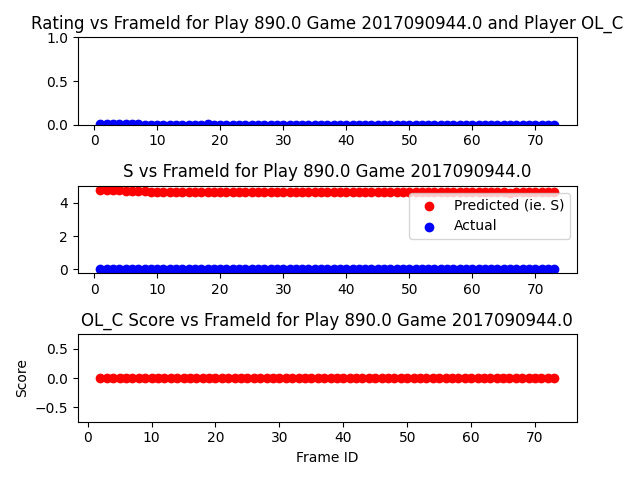 Rating vs FrameId for Play 890.0 Game 2017090944.0 and Player OL_C
1.0
0.5
0.0
0 10 20 30 40 50 60 70
S vs FrameId for Play 890.0 Game 2017090944.0
4
2
0
Predicted (ie. S)
Actual
0 10 20 30 40 50 60 70
OL_C Score vs FrameId for Play 890.0 Game 2017090944.0
Score
0.5
0.0
−0.5
0 10 20 30 40 50 60 70
Frame ID